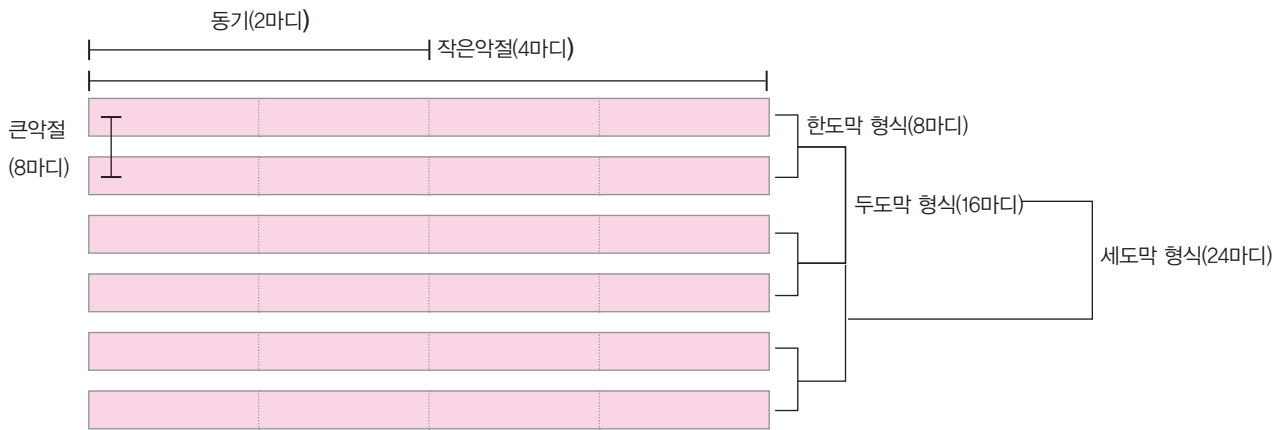 동기(2마디)
작은악절(4마디)
큰악절
(8마디)
한도막 형식(8마디)
두도막 형식(16마디)
세도막 형식(24마디)